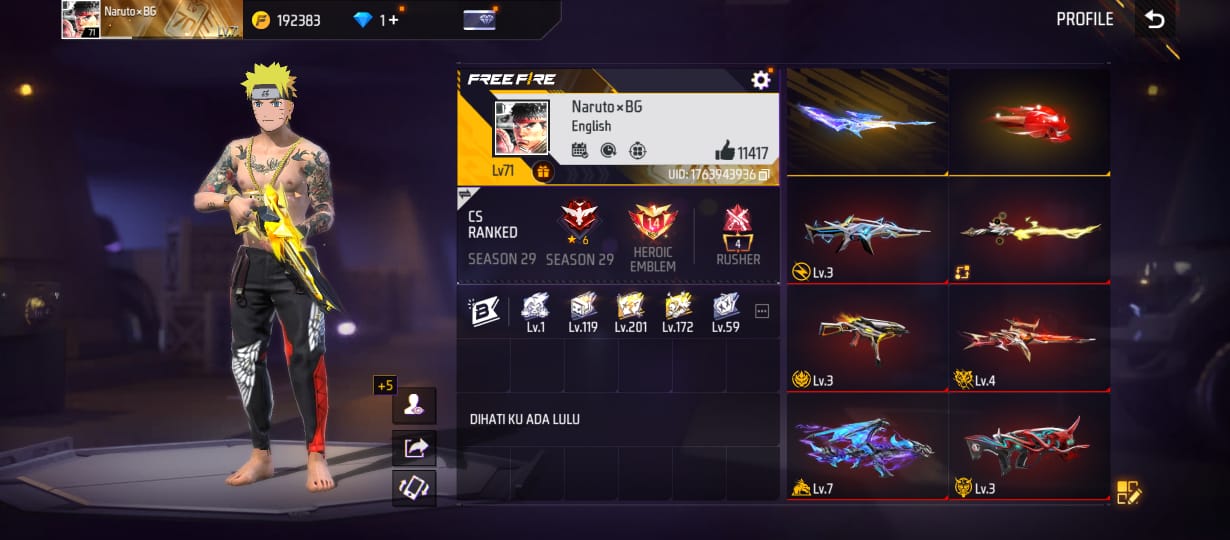 Naruto×BG
71
Lv.71
192383
1+
PROFILE
FREE FIRE
Naruto×BG
English
11417
Lv71
UID: 1763943936
CS
RANKED
SEASON 29
6
SEASON 29
14
HEROIC
EMBLEM
4
RUSHER
B
Lv.1
Lv.119
Lv.201
Lv.172
Lv.59
DIHATI KU ADA LULU
+5
Lv.3
Lv.3
Lv.4
Lv.7
Lv.3